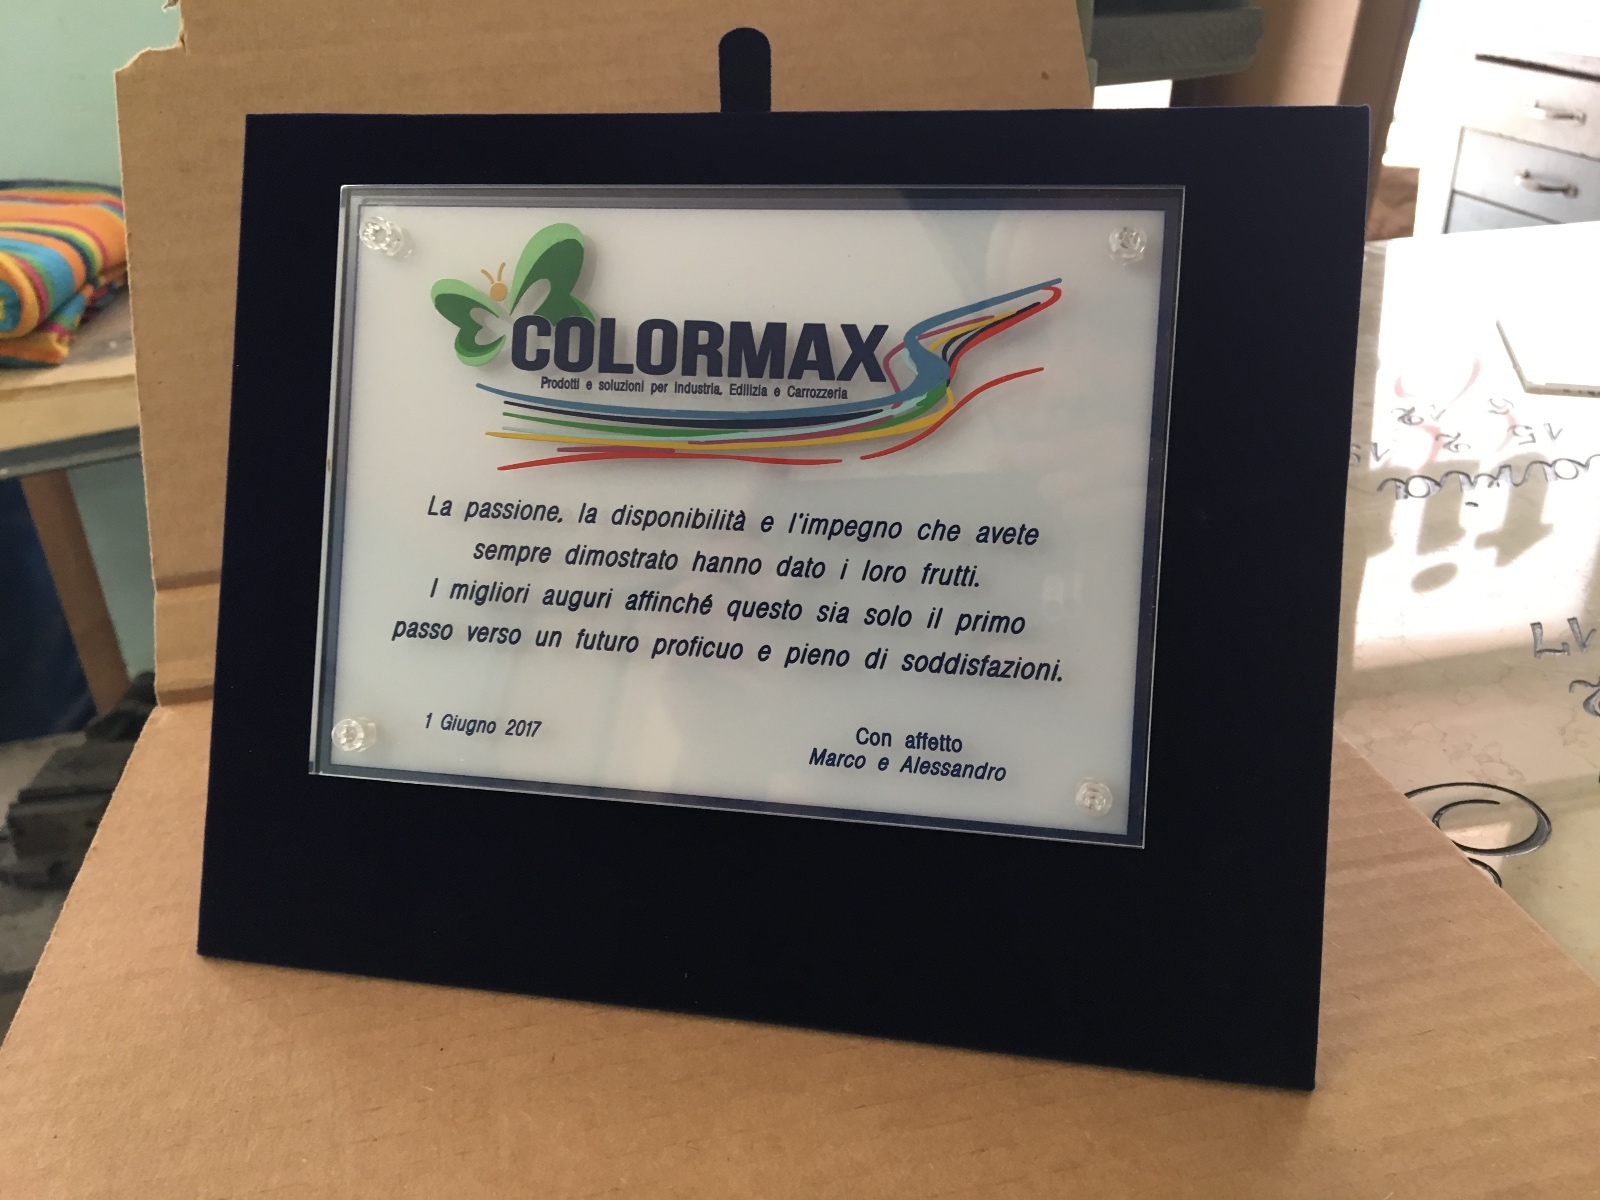 COLORMAX
Prodotti e soluzioni per Industria, Edilizia e Carrozzeria
La passione, la disponibilità e l'impegno che avete
sempre dimostrato hanno dato i loro frutti.
I migliori auguri affinché questo sia solo il primo
passo verso un futuro proficuo e pieno di soddisfazioni.
1 Giugno 2017
Con affetto
Marco e Alessandro